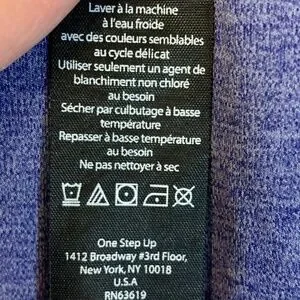 Laver à la machine
à l'eau froide
avec des couleurs semblables
au cycle délicat
Utiliser seulement un agent de
blanchiment non chloré
au besoin
Sécher par culbutage à basse
température
Repasser à basse température
au besoin
Ne pas nettoyer à sec
One Step Up
1412 Broadway #3rd Floor,
New York, NY 10018
U.S.A
RN63619